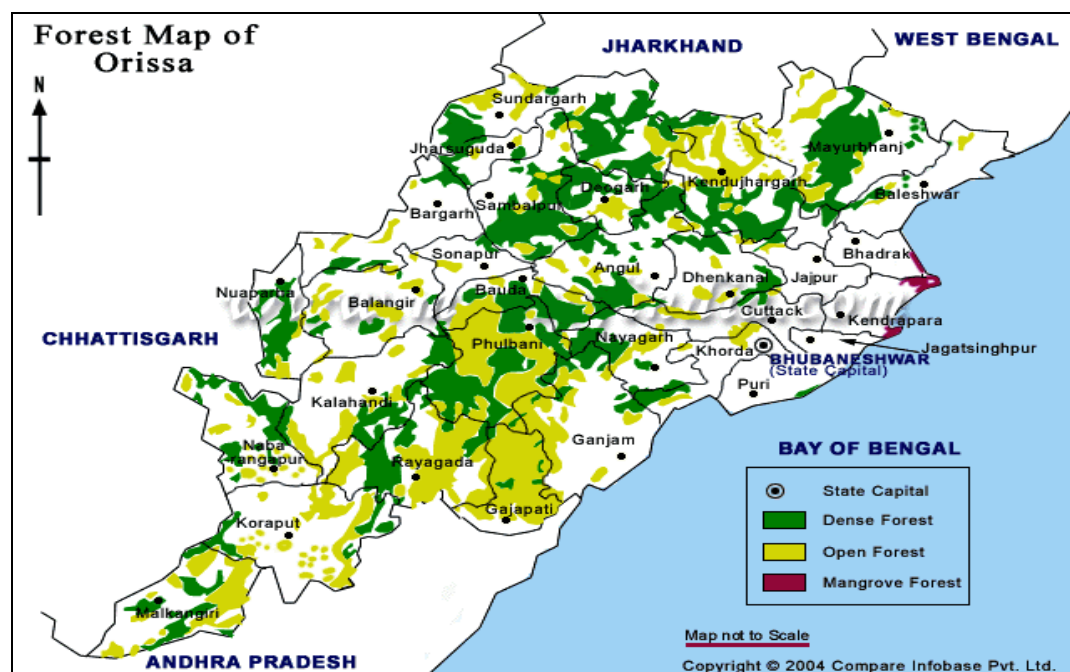 Forest Map of
Orissa
N
JHARKHAND
WEST BENGAL
Sundargarh
Jharsuguda
Mayurbhanj
Kendujhargarh
Deogarh
Sambalpur
Baleshwar
Bargarh
Sonapur
Bhadrak
Angul
Dhenkanal
Jajpur
Nuaparha
Bauda
Balangir
Cuttack
Kendrapara
CHHATTISGARH
Phulbani
Nayagarh
Khorda
Jagatsinghpur
BHUBANESHWAR
(State Capital)
Puri
Kalahandi
Ganjam
Naba
-rangapur
Rayagada
BAY OF BENGAL
State Capital
Gajapati
Koraput
Dense Forest
Open Forest
Mangrove Forest
Malkangiri
Map not to Scale
ANDHRA PRADESH
Copyright © 2004 Compare Infobase Pvt. Ltd.